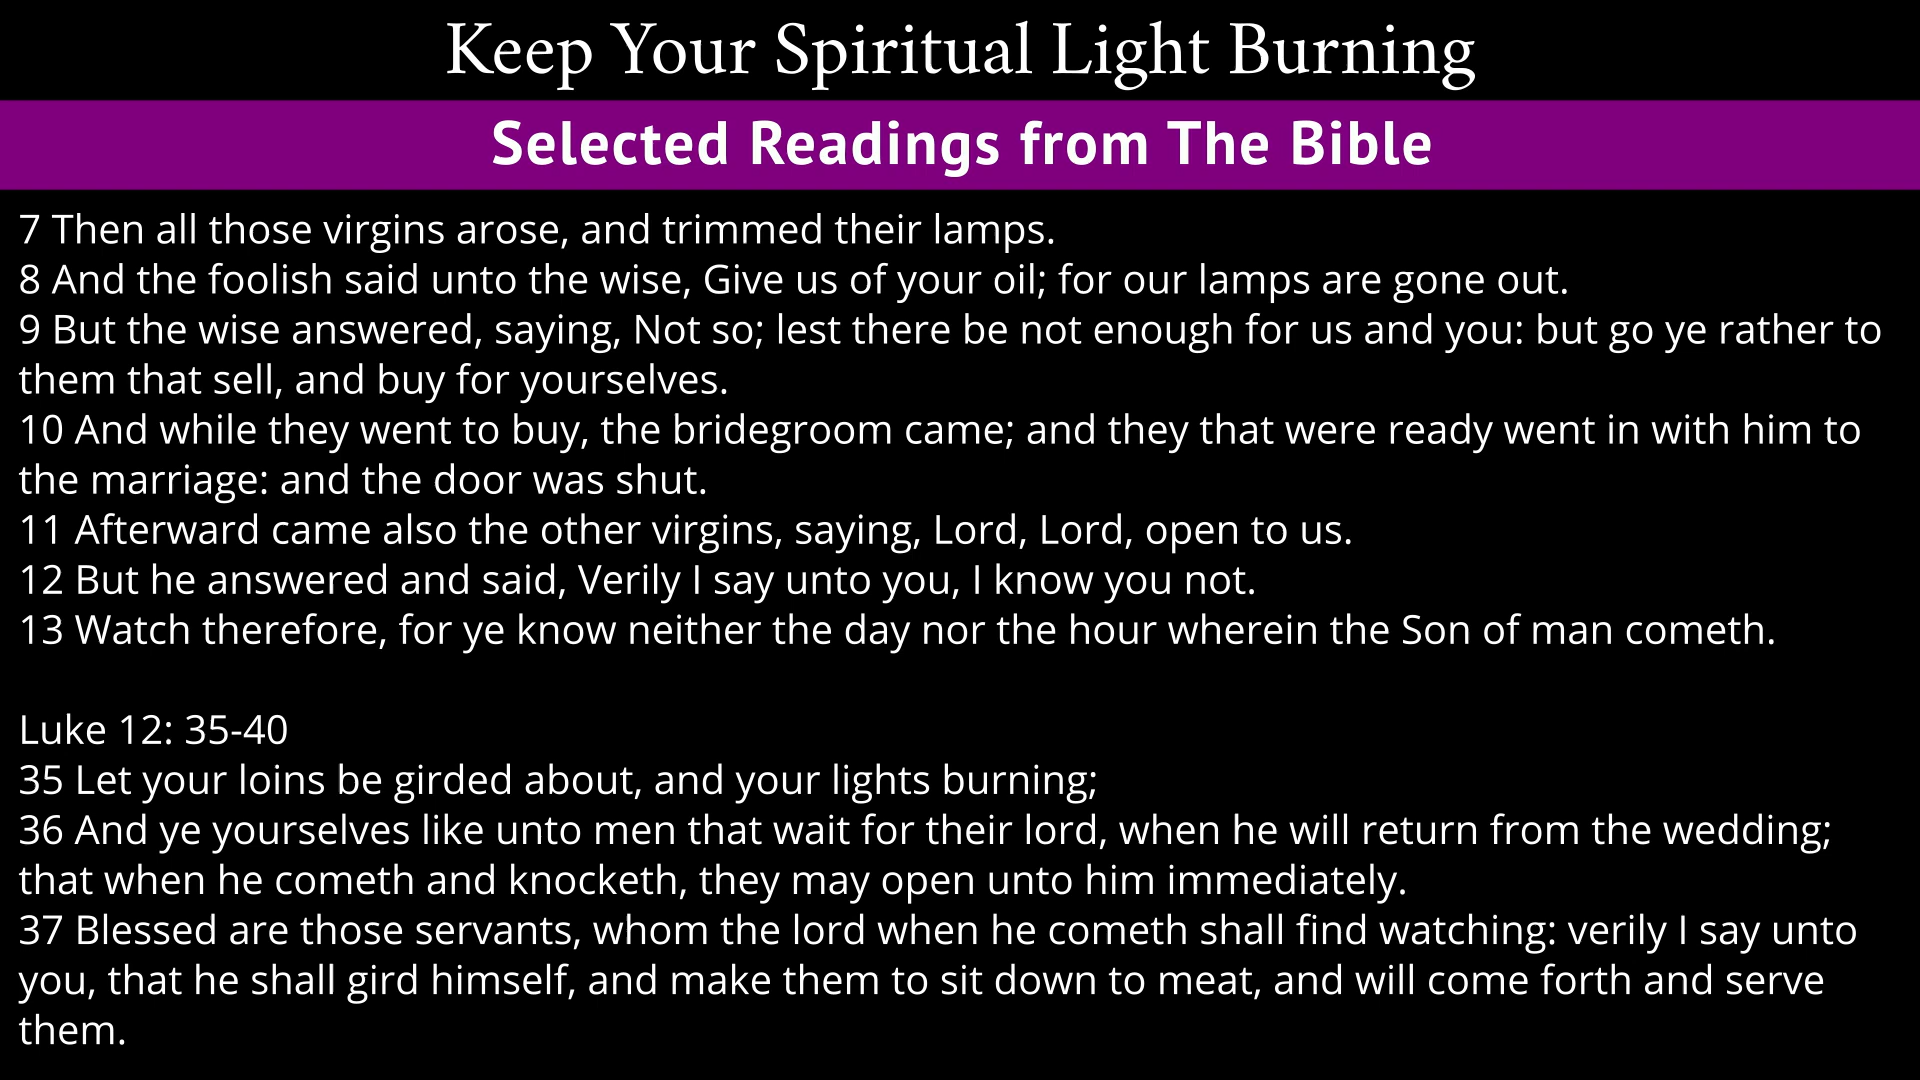 Keep Your Spiritual Light Burning
Selected Readings from The Bible
7 Then all those virgins arose, and trimmed their lamps.
8 And the foolish said unto the wise, Give us of your oil; for our lamps are gone out.
9 But the wise answered, saying, Not so; lest there be not enough for us and you: but go ye rather to
them that sell, and buy for yourselves.
10 And while they went to buy, the bridegroom came; and they that were ready went in with him to
the marriage: and the door was shut.
11 Afterward came also the other virgins, saying, Lord, Lord, open to us.
12 But he answered and said, Verily I say unto you, I know you not.
13 Watch therefore, for ye know neither the day nor the hour wherein the Son of man cometh.
Luke 12: 35-40
35 Let your loins be girded about, and your lights burning;
36 And ye yourselves like unto men that wait for their lord, when he will return from the wedding;
that when he cometh and knocketh, they may open unto him immediately.
37 Blessed are those servants, whom the lord when he cometh shall find watching: verily I say unto
you, that he shall gird himself, and make them to sit down to meat, and will come forth and serve
them.